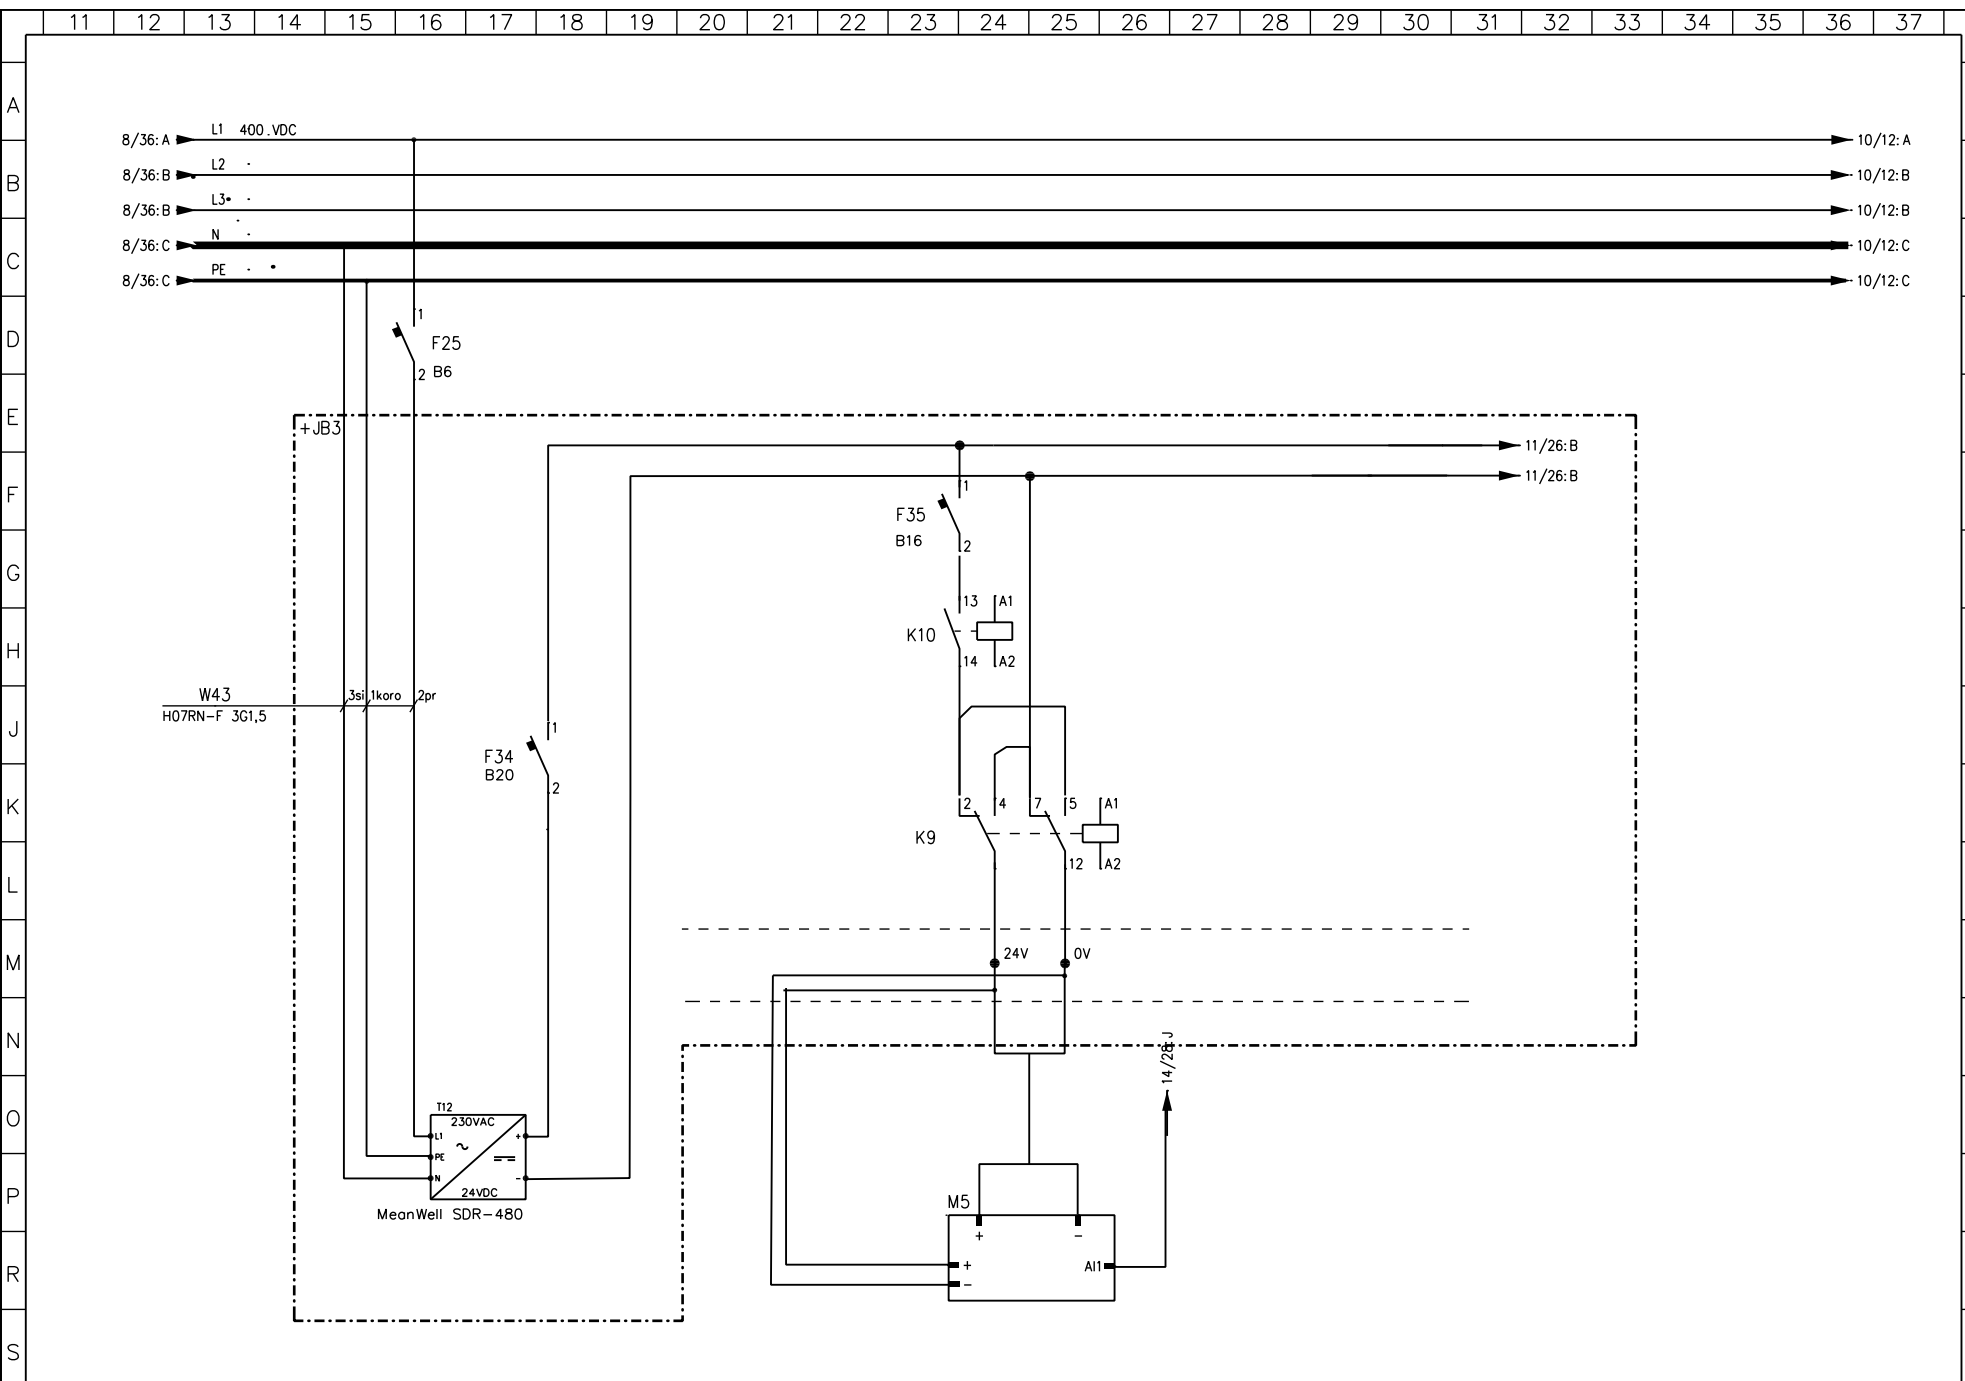 11 12 13 14 15 16 17 18 19 20 21 22 23 24 25 26 27 28 29 30 31 32 33 34 35 36 37
A
L1 400.VDC
8/36:A 10/12:A
L2 -
B
8/36:B 10/12:B
L3 -
8/36:B 10/12:B
N -
8/36:C 10/12:C
C
PE -
8/36:C 10/12:C
1
D
F25
2 B6
E
+JB3
11/26:B
11/26:B
1
F
F35
B16
2
G
13 A1
K10
H
14 A2
W43
3si 1koro 2pr
H07RN-F 3G1,5
J
1
F34
B20
2
K
2 4 7 5 A1
K9
12 A2
L
24V 0V
M
N
14/28:J
T12
230VAC
O
L1 +
~
PE
N -
24VDC
P
MeanWell SDR-480
M5
+ -
+ AI1
R
-
S